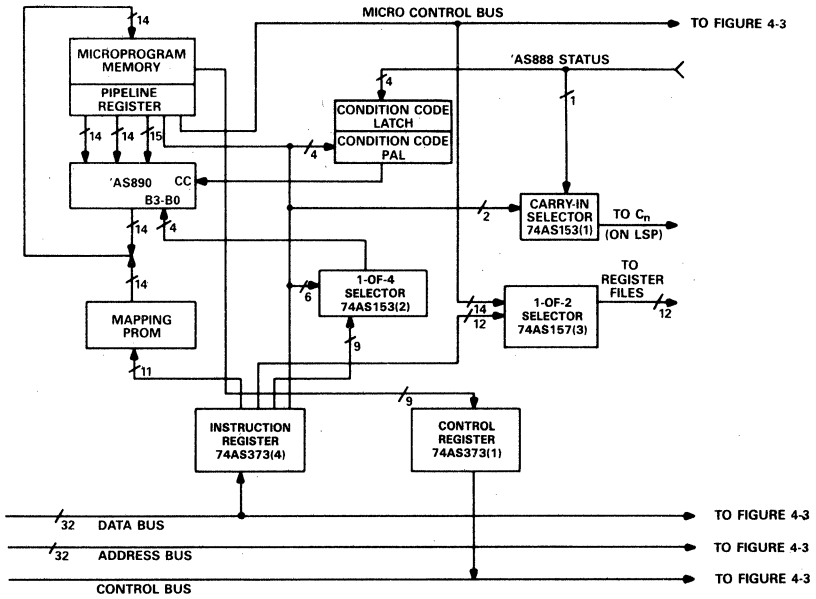 14
MICRO CONTROL BUS
TO FIGURE 4-3
MICROPROGRAM
MEMORY
PIPELINE
REGISTER
'AS888 STATUS
4
1
CONDITION CODE
LATCH
CONDITION CODE
PAL
14
14
15
4
'AS890
CC
B3-B0
2
CARRY-IN
SELECTOR
74AS153(1)
TO Cn
(ON LSP)
14
4
14
6
1-OF-4
SELECTOR
74AS153(2)
TO
REGISTER
FILES
12
14
12
1-OF-2
SELECTOR
74AS157(3)
MAPPING
PROM
9
11
9
INSTRUCTION
REGISTER
74AS373(4)
CONTROL
REGISTER
74AS373(1)
32
DATA BUS
TO FIGURE 4-3
32
ADDRESS BUS
TO FIGURE 4-3
CONTROL BUS
TO FIGURE 4-3